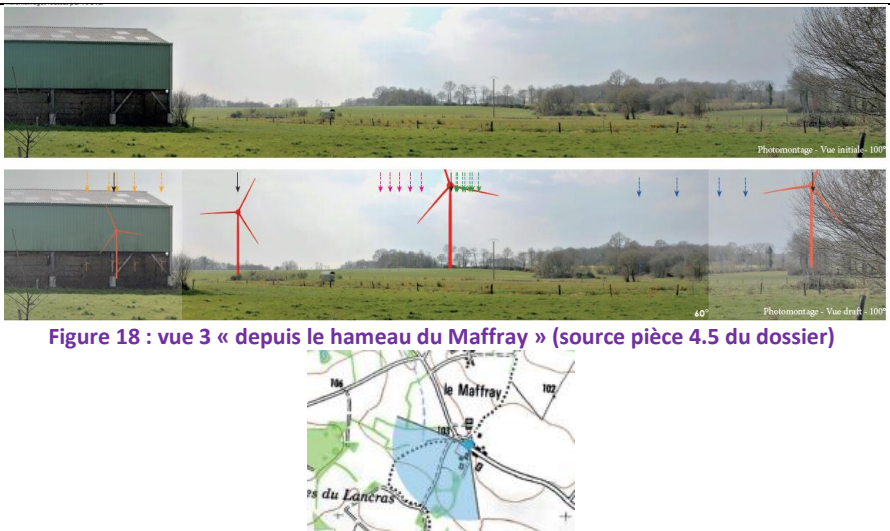 Photomontage - Vue initiale - 100°
60°
Photomontage - Vue draft - 100°
Figure 18 : vue 3 « depuis le hameau du Maffray » (source pièce 4.5 du dossier)
106
le Maffray
102
103
es du Lancras